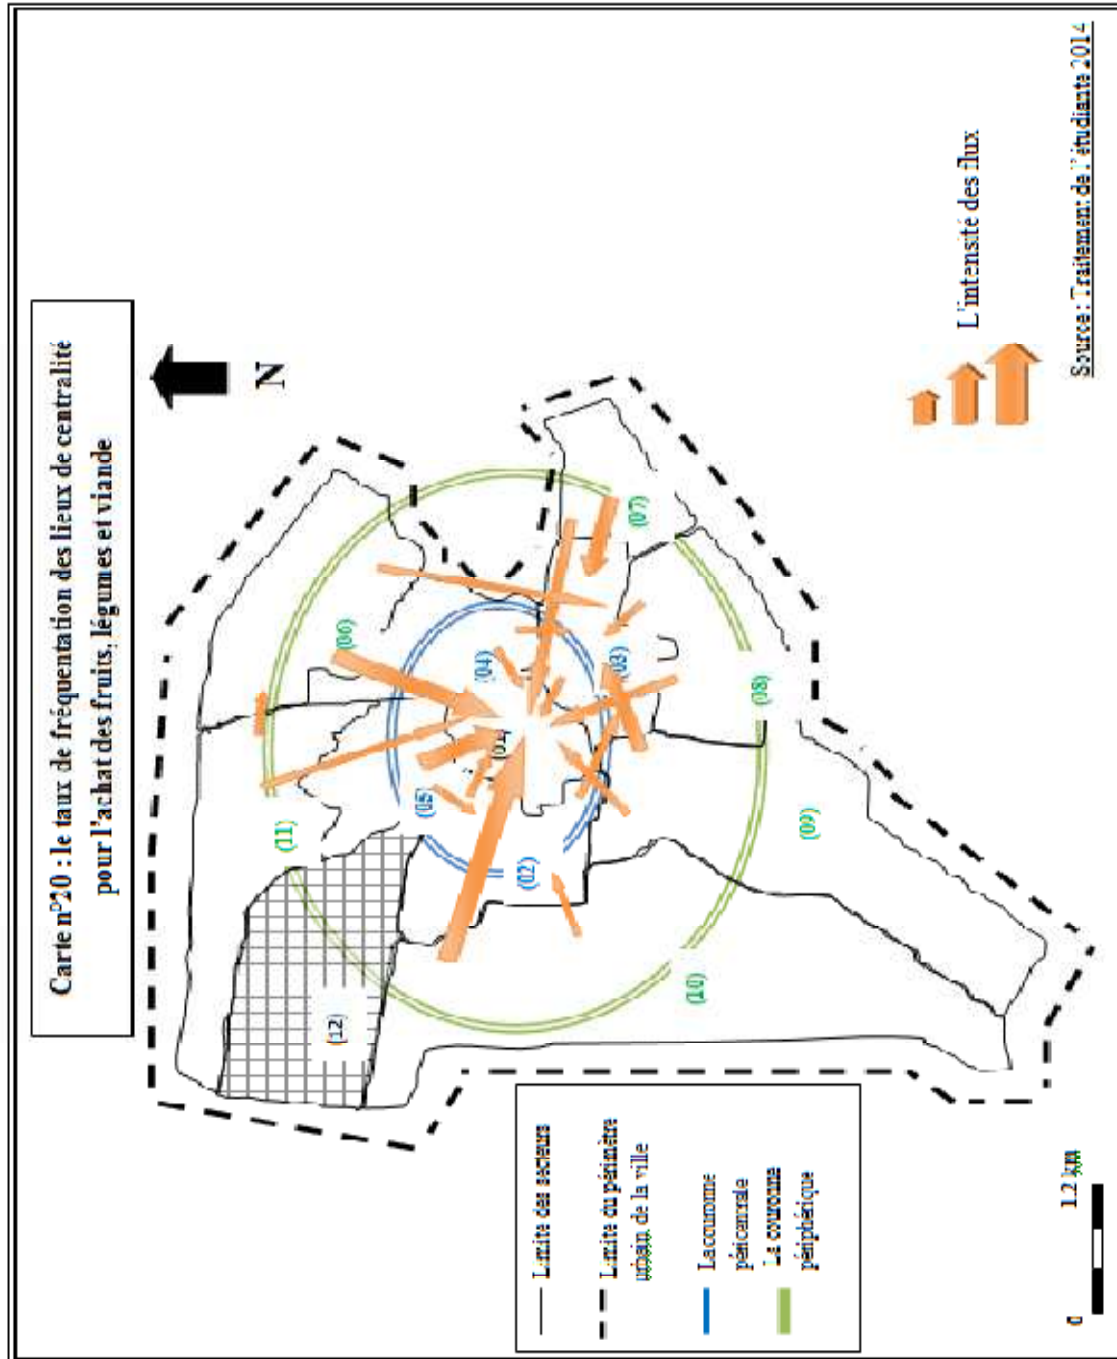 Carte n°20 : le taux de fréquentation des lieux de centralité
pour l'achat des fruits, légumes et viande
N
(11)
(06)
(12)
(05)
(04)
(01)
(02)
(03)
(07)
(10)
(09)
(08)
Limite des secteurs
Limite du périmètre
urbain de la ville
La couronne
péricentrale
La couronne
périphérique
0
1.2 km
L'intensité des flux
Source : Traitement de l'étudiante 2014